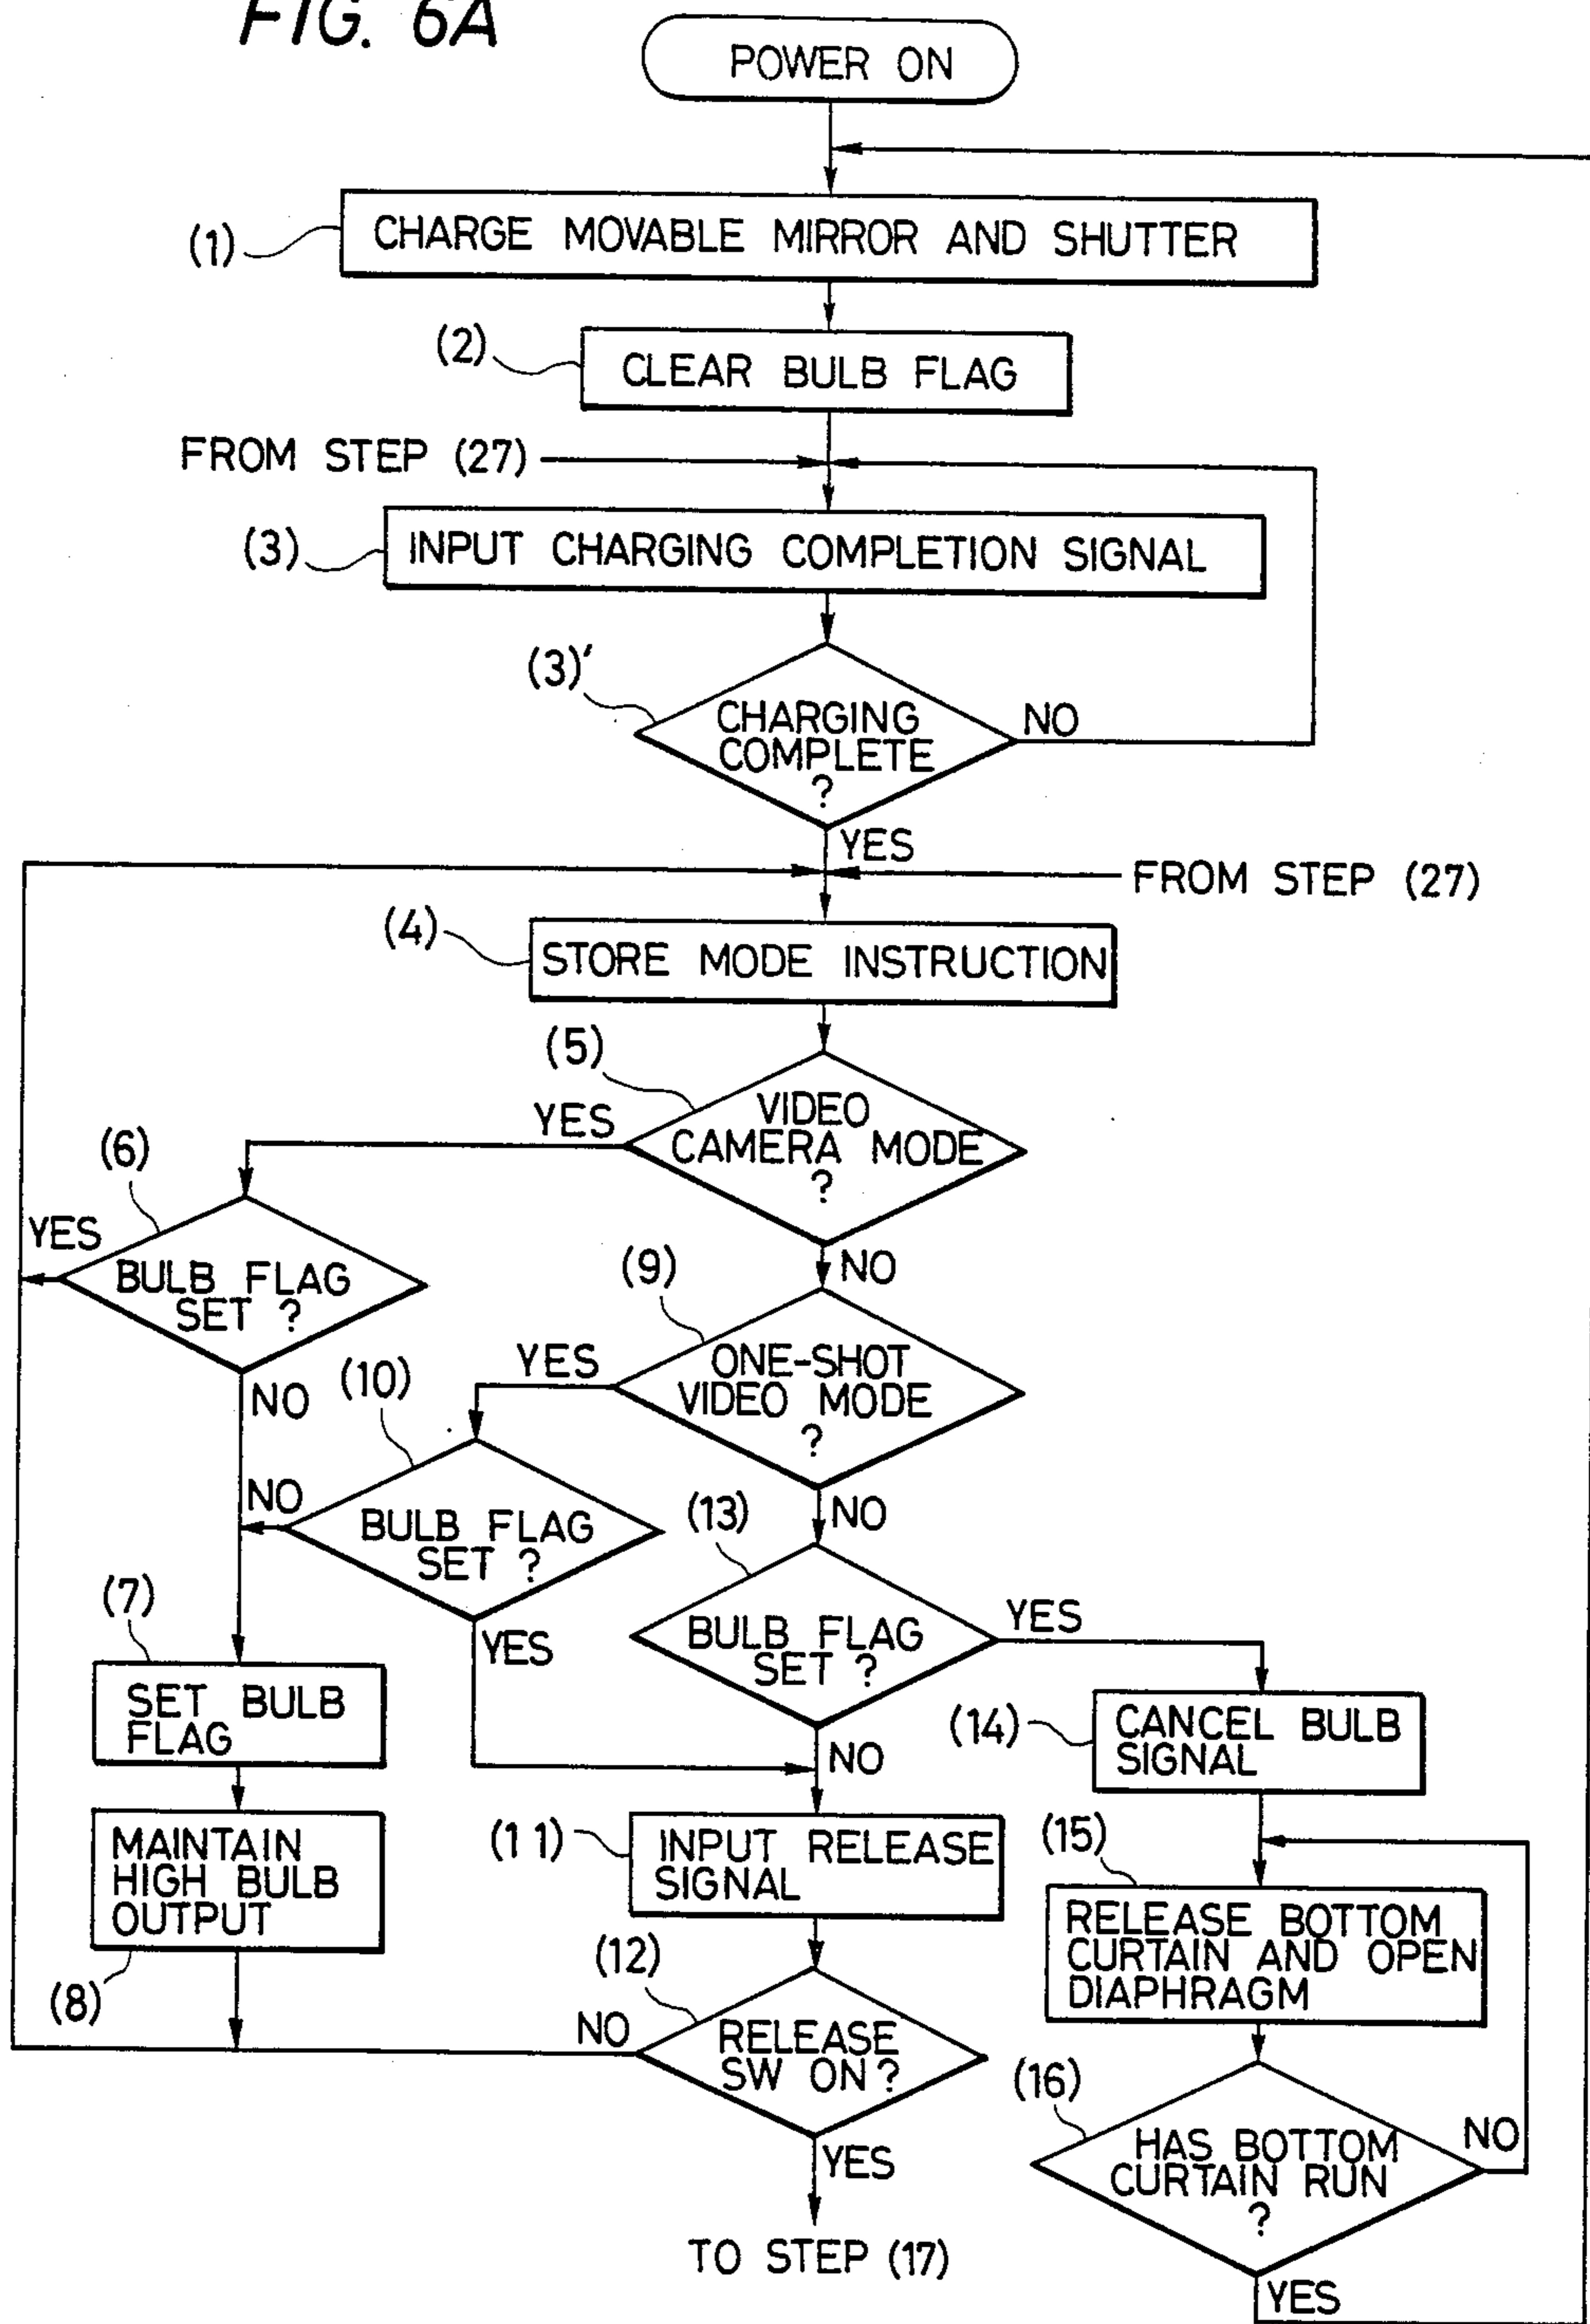 FIG. 6A
POWER ON
(1)
CHARGE MOVABLE MIRROR AND SHUTTER
(2)
CLEAR BULB FLAG
FROM STEP (27)
(3)
INPUT CHARGING COMPLETION SIGNAL
(3)'
CHARGING
COMPLETE
?
NO
YES
FROM STEP (27)
(4)
STORE MODE INSTRUCTION
(5)
VIDEO
CAMERA MODE
?
YES
NO
(6)
YES
BULB FLAG
SET ?
NO
(9)
ONE-SHOT
VIDEO MODE
?
YES
NO
(10)
NO
BULB FLAG
SET ?
YES
(13)
BULB FLAG
SET ?
YES
NO
(7)
SET BULB
FLAG
MAINTAIN
HIGH BULB
OUTPUT
(8)
(11)
INPUT RELEASE
SIGNAL
(12)
NO
RELEASE
SW ON ?
YES
TO STEP (17)
(14)
CANCEL BULB
SIGNAL
(15)
RELEASE BOTTOM
CURTAIN AND OPEN
DIAPHRAGM
(16)
HAS BOTTOM
CURTAIN RUN
?
NO
YES